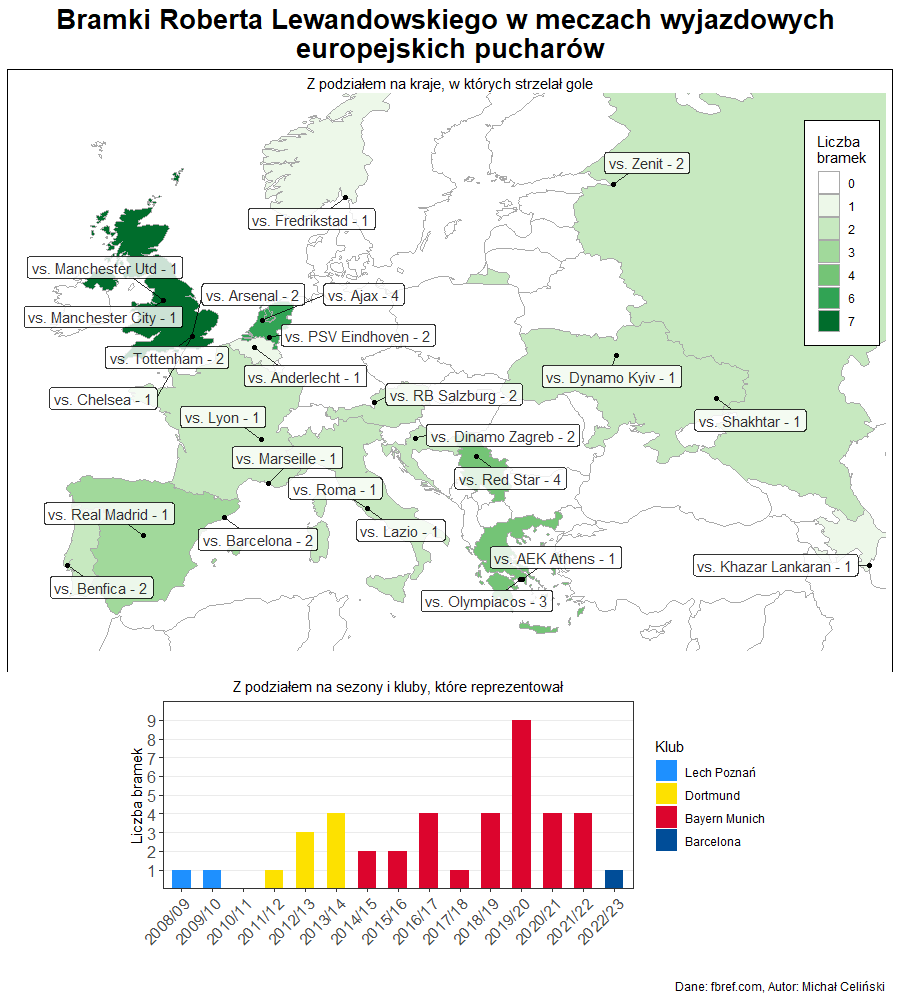 Bramki Roberta Lewandowskiego w meczach wyjazdowych
europejskich pucharów
Z podziałem na kraje, w których strzelał gole
Liczba
bramek
0
1
2
3
4
6
7
vs. Zenit - 2
vs. Fredrikstad - 1
vs. Manchester Utd - 1
vs. Arsenal - 2
vs. Ajax - 4
vs. Manchester City - 1
vs. PSV Eindhoven - 2
vs. Tottenham - 2
vs. Anderlecht - 1
vs. Dynamo Kyiv - 1
vs. Chelsea - 1
vs. RB Salzburg - 2
vs. Lyon - 1
vs. Shakhtar - 1
vs. Dinamo Zagreb - 2
vs. Marseille - 1
vs. Red Star - 4
vs. Roma - 1
vs. Real Madrid - 1
vs. Lazio - 1
vs. Barcelona - 2
vs. AEK Athens - 1
vs. Khazar Lankaran - 1
vs. Benfica - 2
vs. Olympiacos - 3
Z podziałem na sezony i kluby, które reprezentował
Liczba bramek
9
8
7
6
5
4
3
2
1
2008/09
2009/10
2010/11
2011/12
2012/13
2013/14
2014/15
2015/16
2016/17
2017/18
2018/19
2019/20
2020/21
2021/22
2022/23
Klub
Lech Poznań
Dortmund
Bayern Munich
Barcelona
Dane: fbref.com, Autor: Michał Celiński